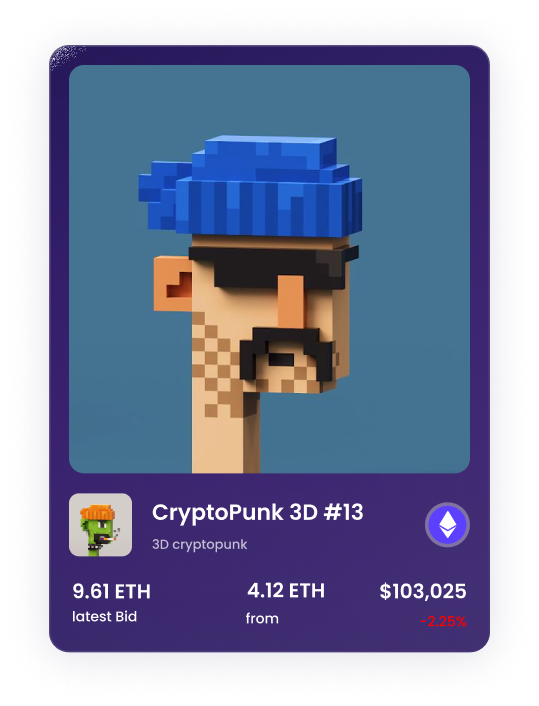 CryptoPunk 3D #13
3D cryptopunk
9.61 ETH 4.12 ETH $103,025
latest Bid from -2.25%